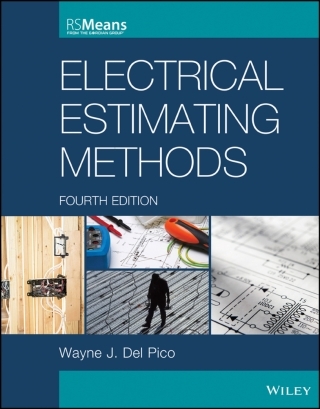 RSMeans
FROM THE GORDIAN GROUP
ELECTRICAL
ESTIMATING
METHODS
FOURTH EDITION
Wayne J. Del Pico
WILEY